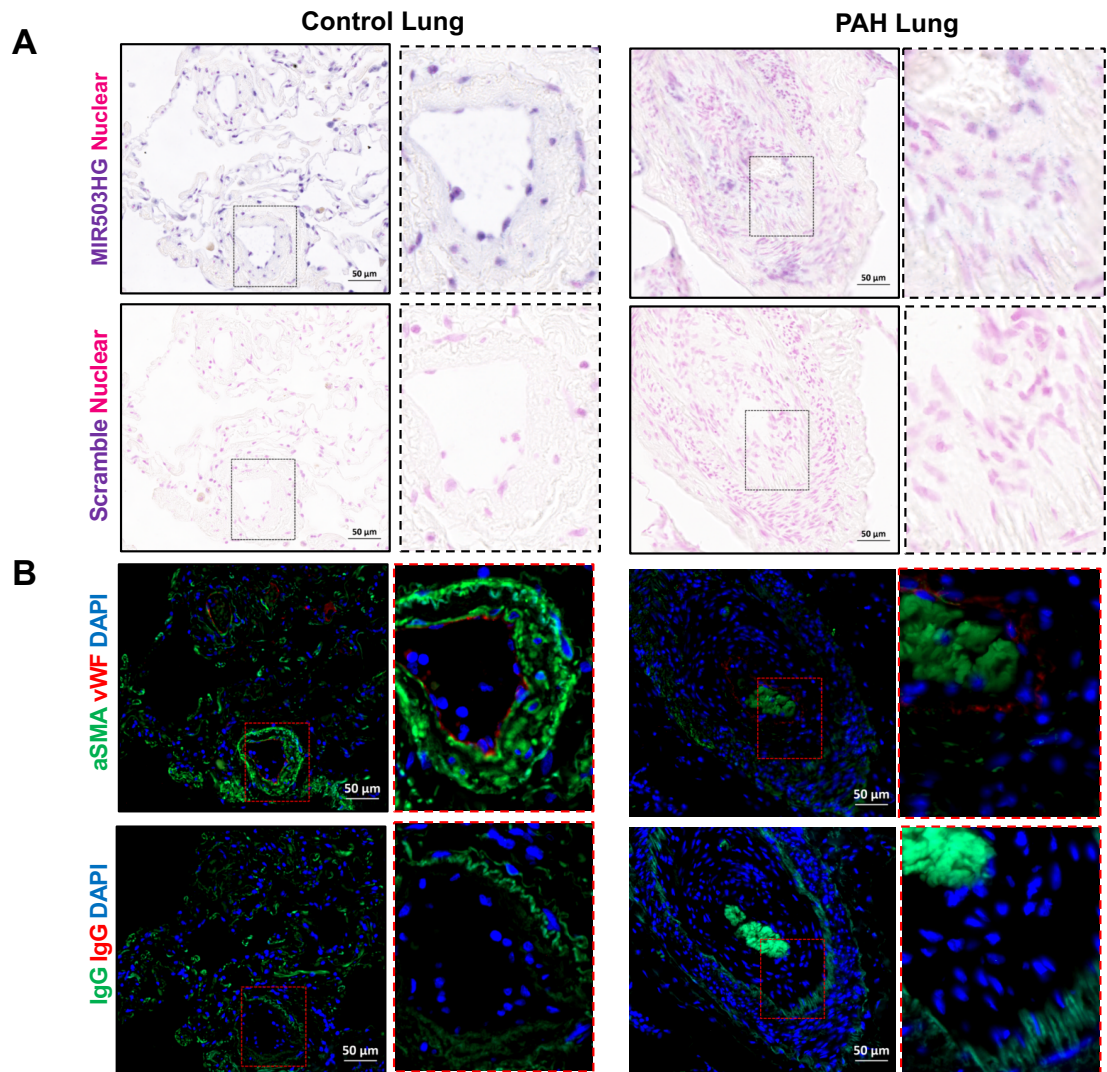 Control Lung
PAH Lung
A
MIR503HG Nuclear
50 µm
50 µm
Scramble Nuclear
50 µm
50 µm
B
aSMA vWF DAPI
50 µm
50 µm
IgG IgG DAPI
50 µm
50 µm